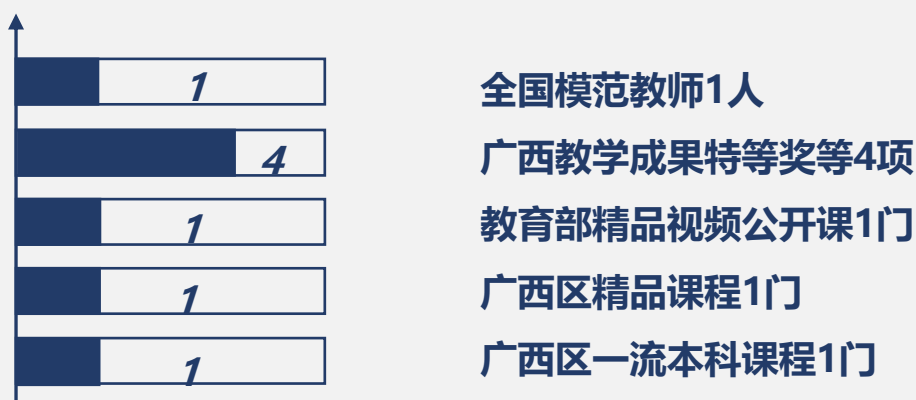 1 全国模范教师1人
4 广西教学成果特等奖等4项
1 教育部精品视频公开课1门
1 广西区精品课程1门
1 广西区一流本科课程1门